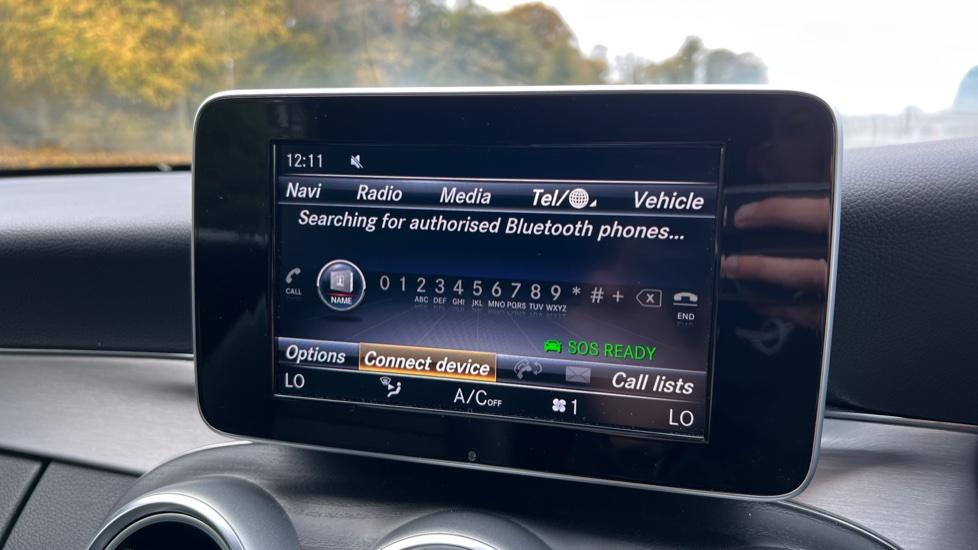 12:11
Navi Radio Media Tel/ Vehicle
Searching for authorised Bluetooth phones...
CALL NAME 0 1 2 3 4 5 6 7 8 9 * # + X END
ABC DEF GHI JKL MNO PQRS TUV WXYZ
SOS READY
Options Connect device Call lists
LO A/C OFF 1 LO